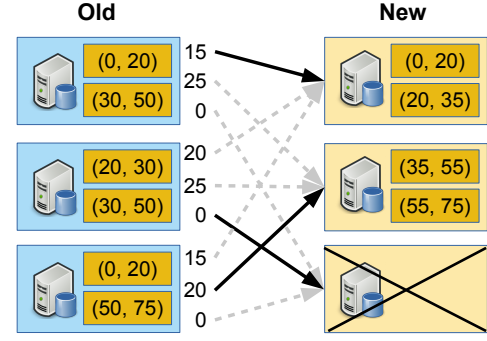 Old New
(0, 20) 15 (0, 20)
25
(30, 50) 0 (20, 35)
(20, 30) 20 (35, 55)
25
(30, 50) 0 (55, 75)
(0, 20) 15
20
(50, 75) 0